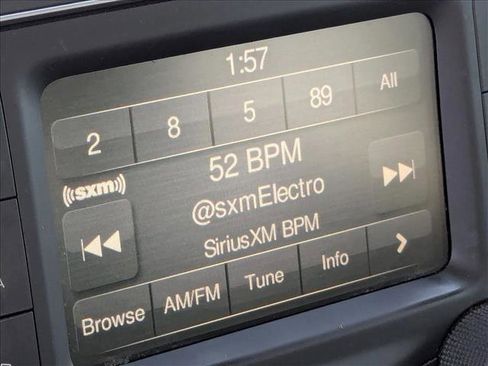 1:57
2 8 5 89 All
((sxm))
52 BPM
@sxmElectro
SiriusXM BPM
Browse AM/FM Tune Info